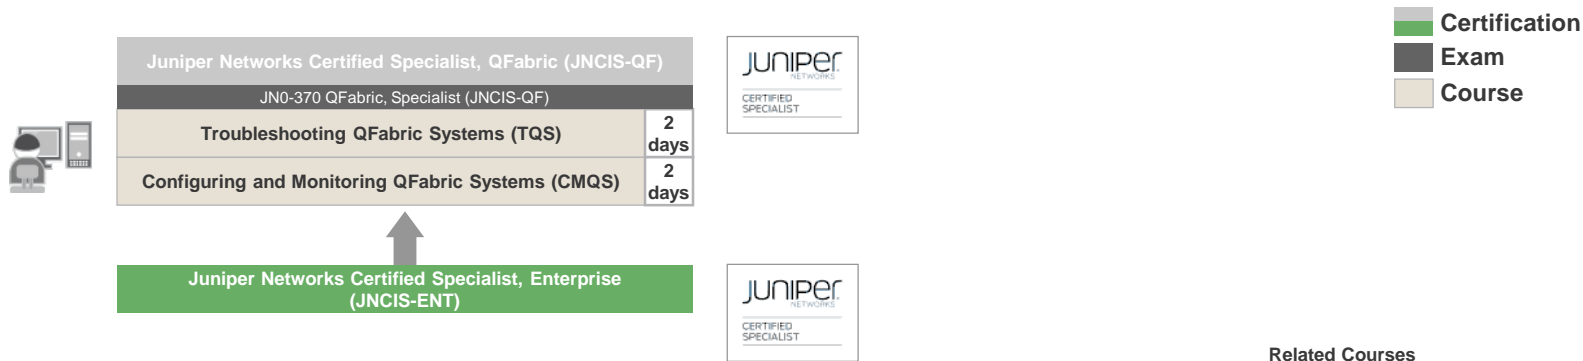 Certification
Exam
Course
Juniper Networks Certified Specialist, QFabric (JNCIS-QF)
JN0-370 QFabric, Specialist (JNCIS-QF)
Troubleshooting QFabric Systems (TQS)
2
days
Configuring and Monitoring QFabric Systems (CMQS)
2
days
JUNIPER
NETWORKS
CERTIFIED
SPECIALIST
Juniper Networks Certified Specialist, Enterprise
(JNCIS-ENT)
JUNIPER
NETWORKS
CERTIFIED
SPECIALIST
Related Courses